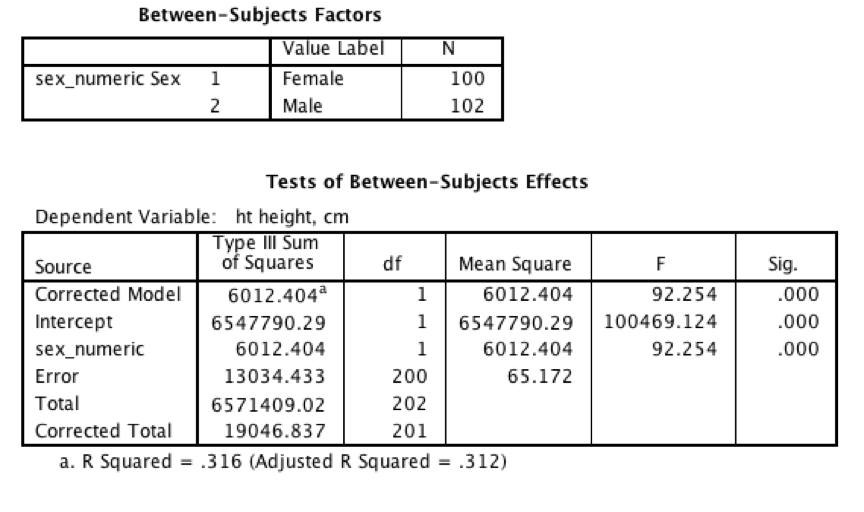 Between-Subjects Factors
Value Label N
sex_numeric Sex 1 Female 100
2 Male 102
Tests of Between-Subjects Effects
Dependent Variable: ht height, cm
Source Type III Sum of Squares df Mean Square F Sig.
Corrected Model 6012.404a 1 6012.404 92.254 .000
Intercept 6547790.29 1 6547790.29 100469.124 .000
sex_numeric 6012.404 1 6012.404 92.254 .000
Error 13034.433 200 65.172
Total 6571409.02 202
Corrected Total 19046.837 201
a. R Squared = .316 (Adjusted R Squared = .312)